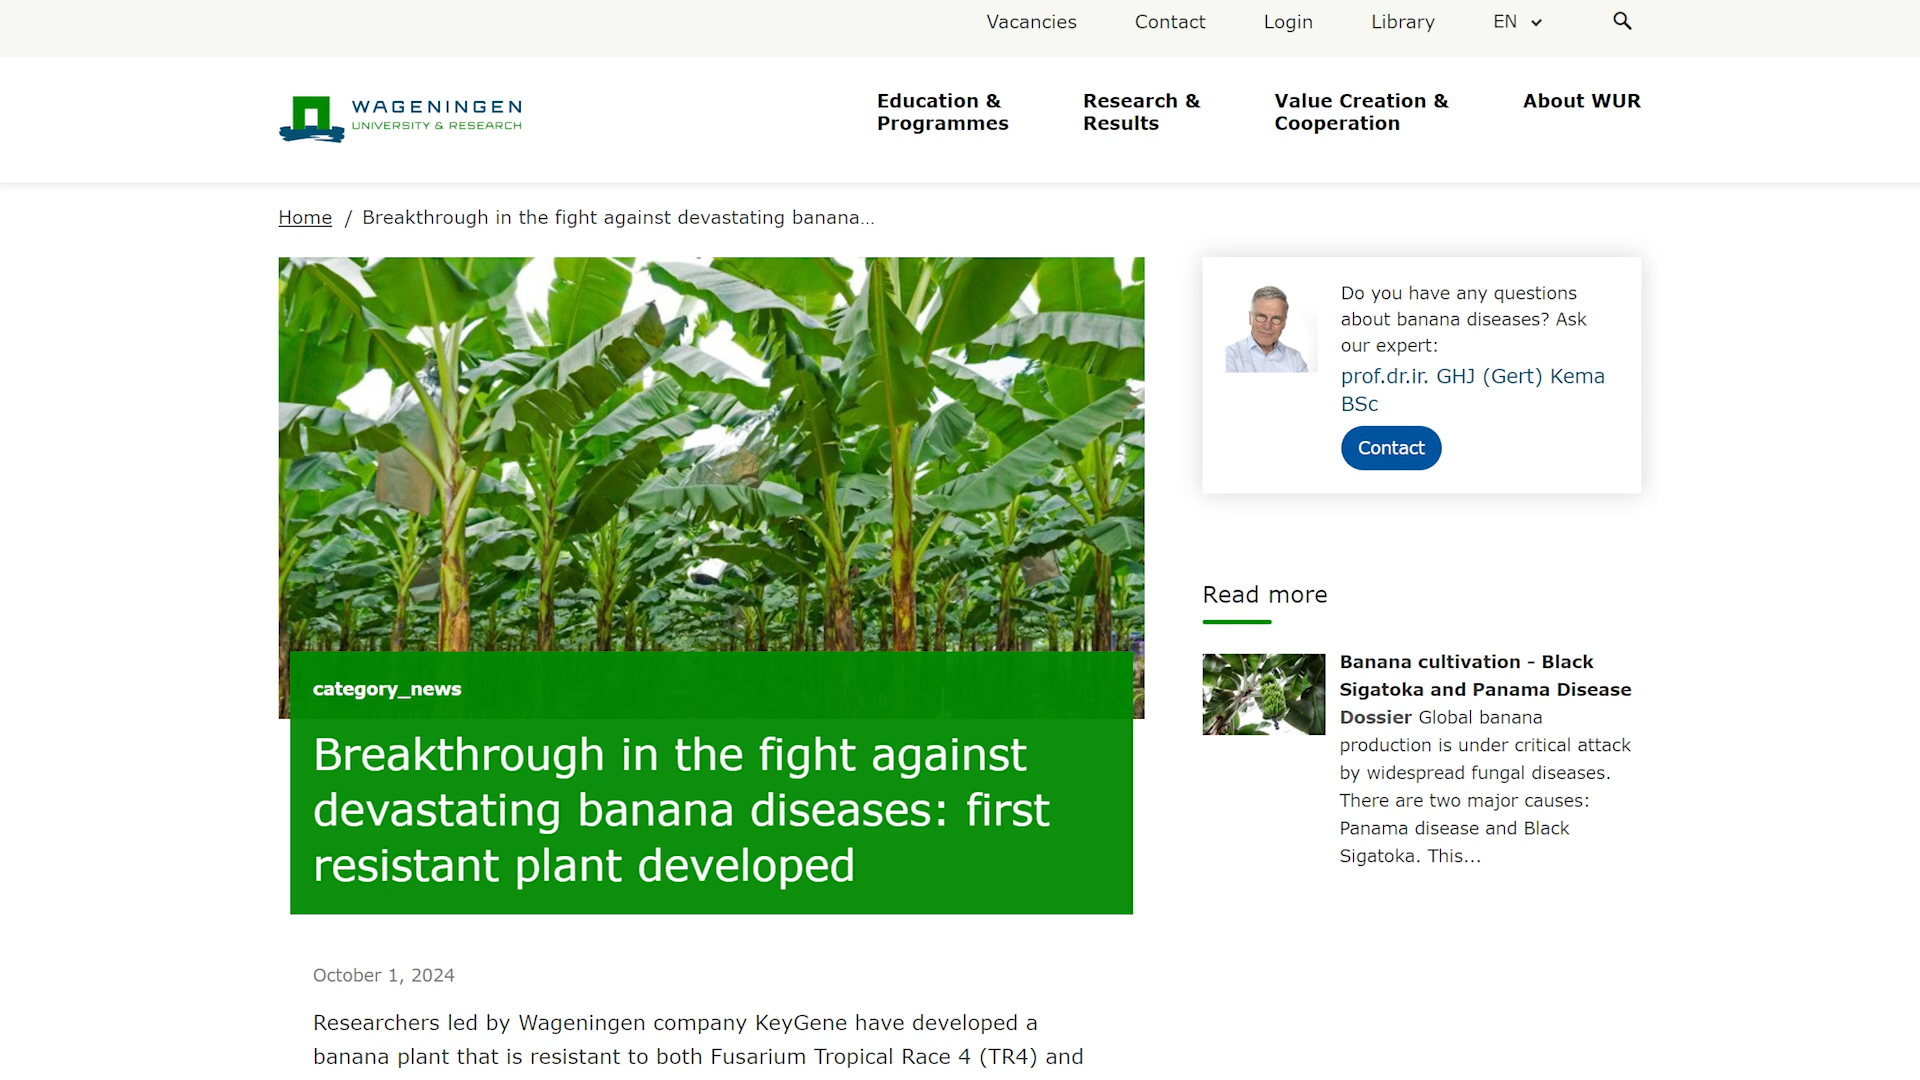 Vacancies Contact Login Library EN
WAGENINGEN
UNIVERSITY & RESEARCH
Education &
Programmes
Research &
Results
Value Creation &
Cooperation
About WUR
Home / Breakthrough in the fight against devastating banana...
category_news
Breakthrough in the fight against
devastating banana diseases: first
resistant plant developed
October 1, 2024
Researchers led by Wageningen company KeyGene have developed a
banana plant that is resistant to both Fusarium Tropical Race 4 (TR4) and
Do you have any questions
about banana diseases? Ask
our expert:
prof.dr.ir. GHJ (Gert) Kema
BSc
Contact
Read more
Banana cultivation - Black
Sigatoka and Panama Disease
Dossier Global banana
production is under critical attack
by widespread fungal diseases.
There are two major causes:
Panama disease and Black
Sigatoka. This...